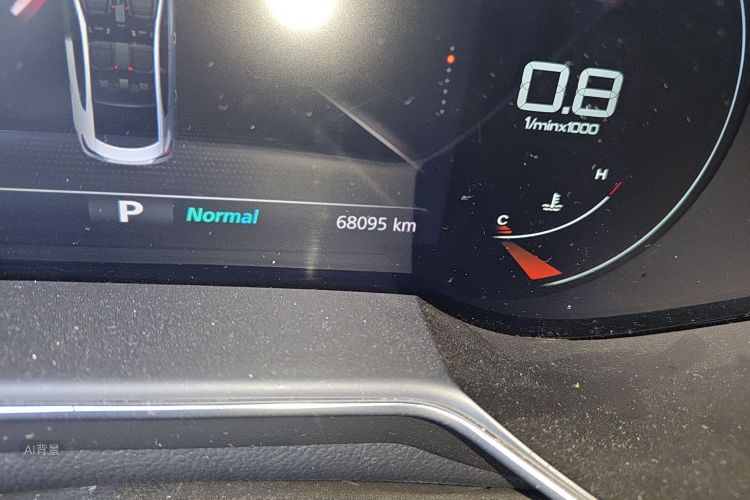 0.8
1/minx1000
H
C
P Normal 68095 km
AI背景